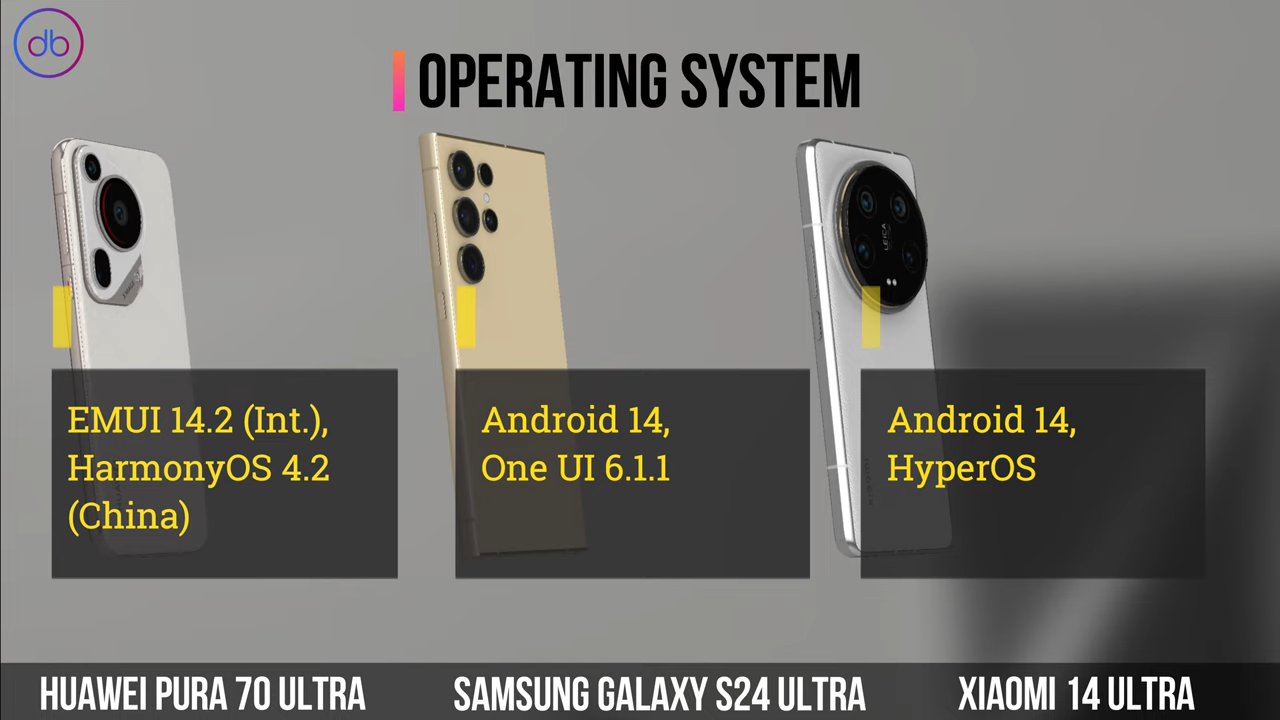 db
OPERATING SYSTEM
LEICA
EMUI 14.2 (Int.),
HarmonyOS 4.2
(China)
Android 14,
One UI 6.1.1
Android 14,
HyperOS
HUAWEI PURA 70 ULTRA
SAMSUNG GALAXY S24 ULTRA
XIAOMI 14 ULTRA